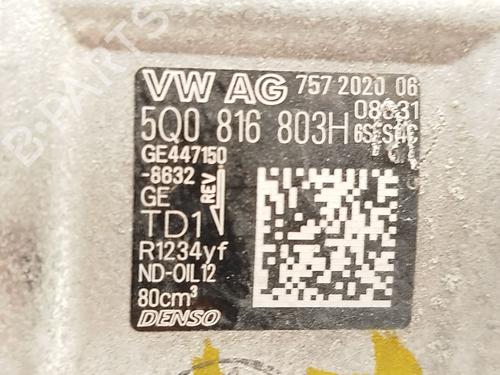 VW AG 757 2020 06
08631
5Q0 816 803H
GE447150
-8632
GE
REV
TD1
R1234yf
ND-OIL12
80cm³
DENSO
B-PARTS